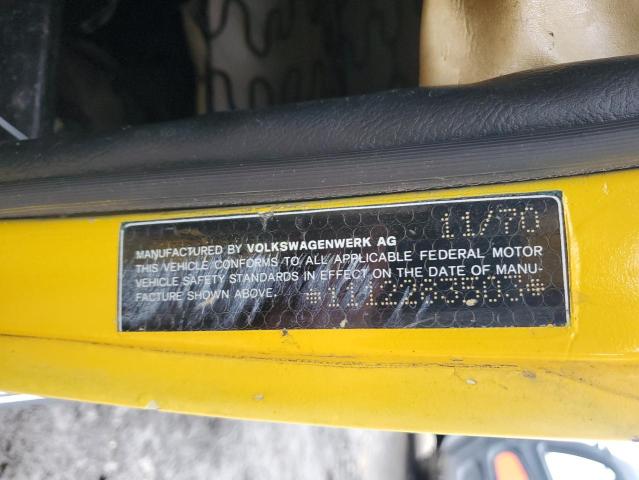 11/70
MANUFACTURED BY VOLKSWAGENWERK AG
THIS VEHICLE CONFORMS TO ALL APPLICABLE FEDERAL MOTOR
VEHICLE SAFETY STANDARDS IN EFFECT ON THE DATE OF MANU-
FACTURE SHOWN ABOVE.